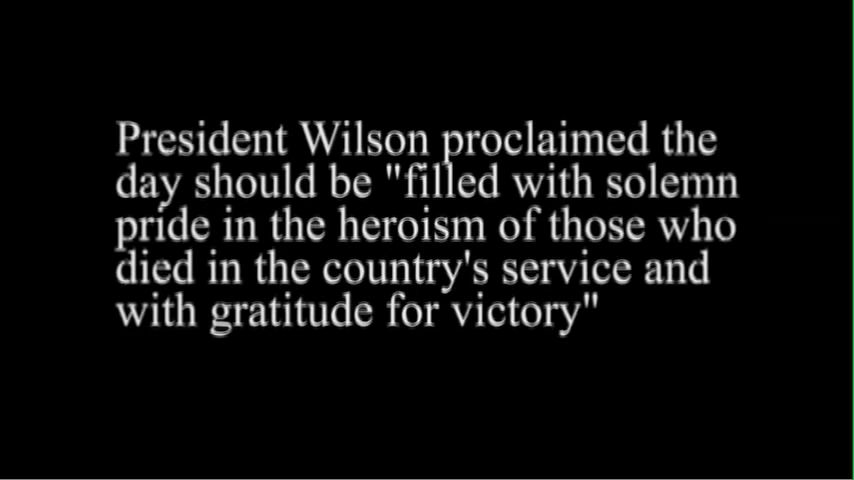 President Wilson proclaimed the
day should be "filled with solemn
pride in the heroism of those who
died in the country's service and
with gratitude for victory"